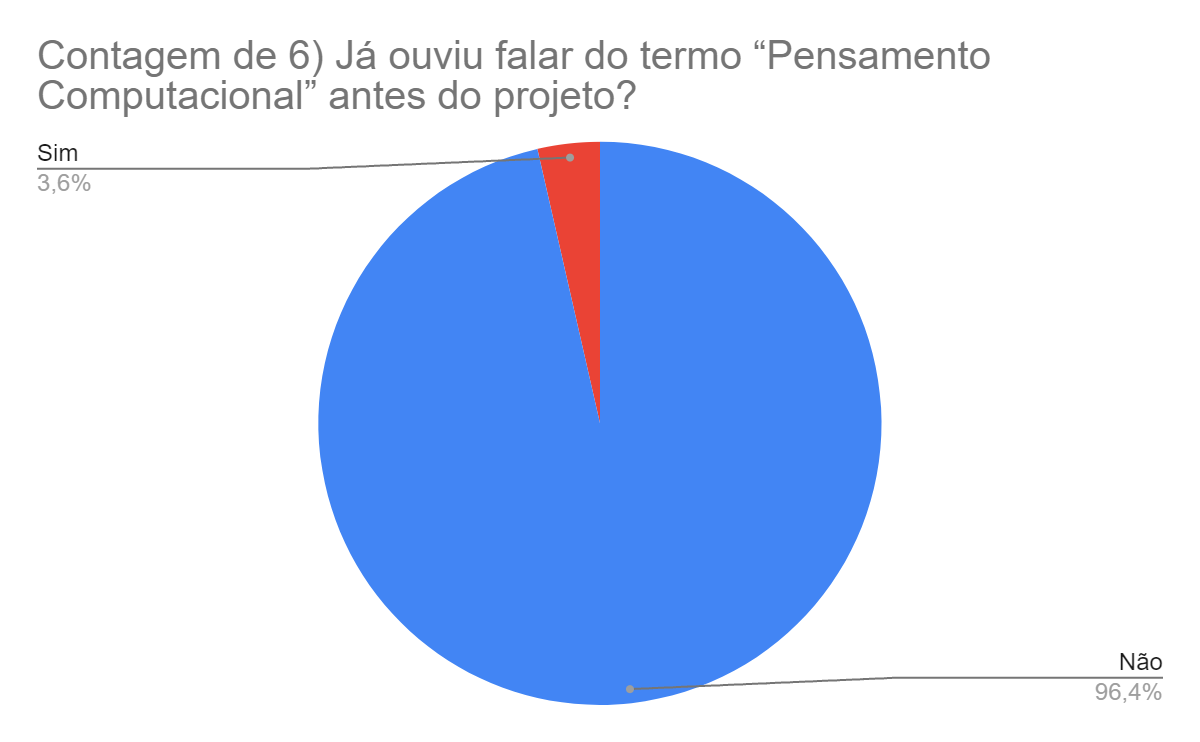 Contagem de 6) Já ouviu falar do termo “Pensamento
Computacional” antes do projeto?
Sim
3,6%
Não
96,4%